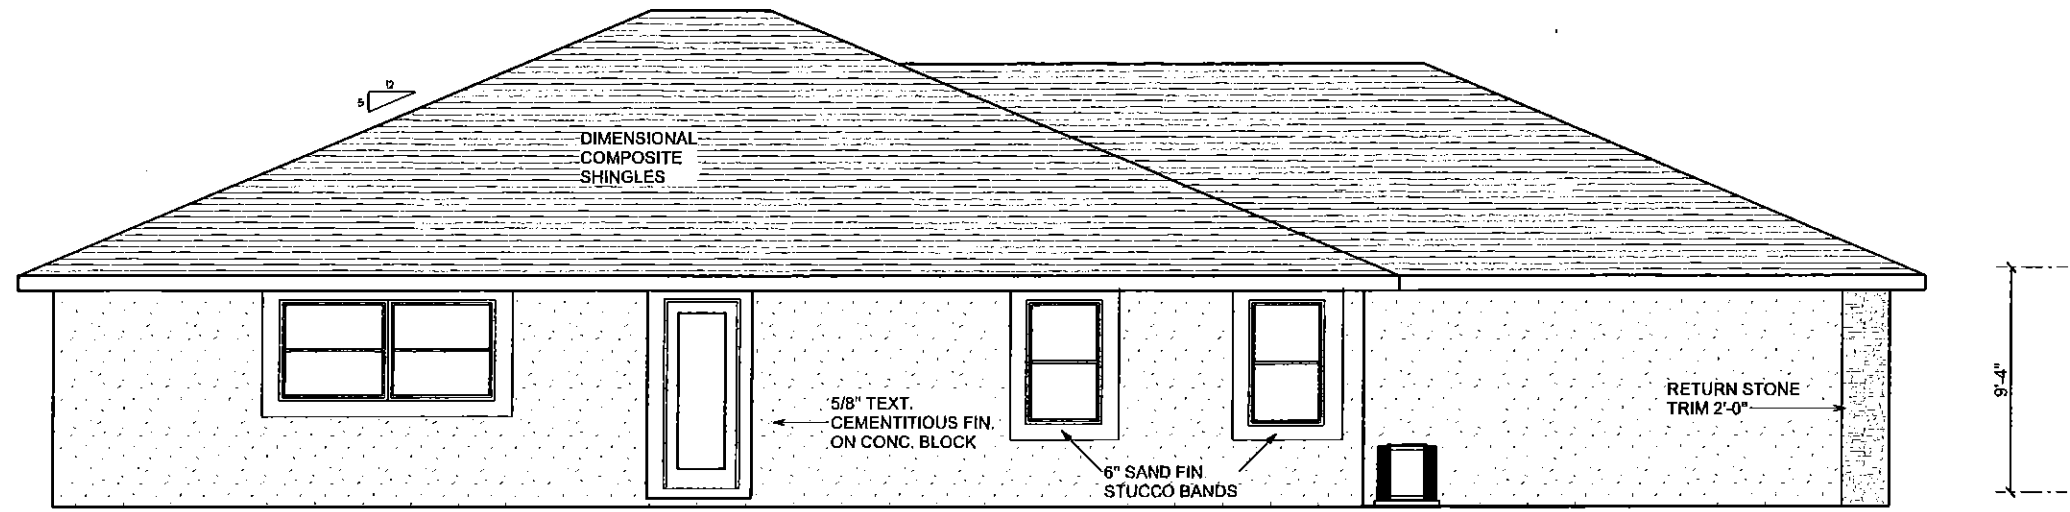 12
5
DIMENSIONAL
COMPOSITE
SHINGLES
5/8" TEXT.
CEMENTITIOUS FIN.
ON CONC. BLOCK
6" SAND FIN.
STUCCO BANDS
RETURN STONE
TRIM 2'-0"
9'-4"